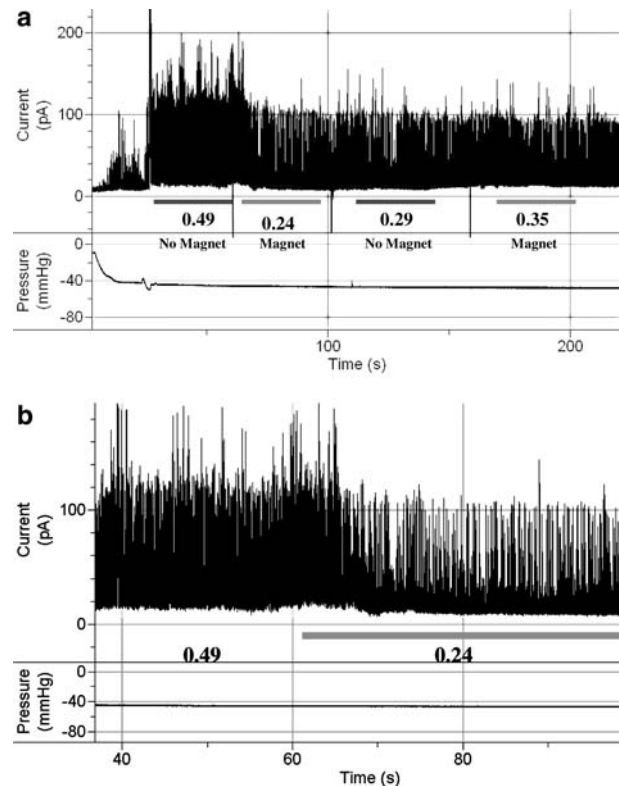 a
200
100
0
Current
(pA)
0.49
0.24
0.29
0.35
No Magnet
Magnet
No Magnet
Magnet
0
-40
-80
Pressure
(mmHg)
100
200
Time (s)
b
100
0
Current
(pA)
0.49
0.24
0
-40
-80
Pressure
(mmHg)
40
60
80
Time (s)